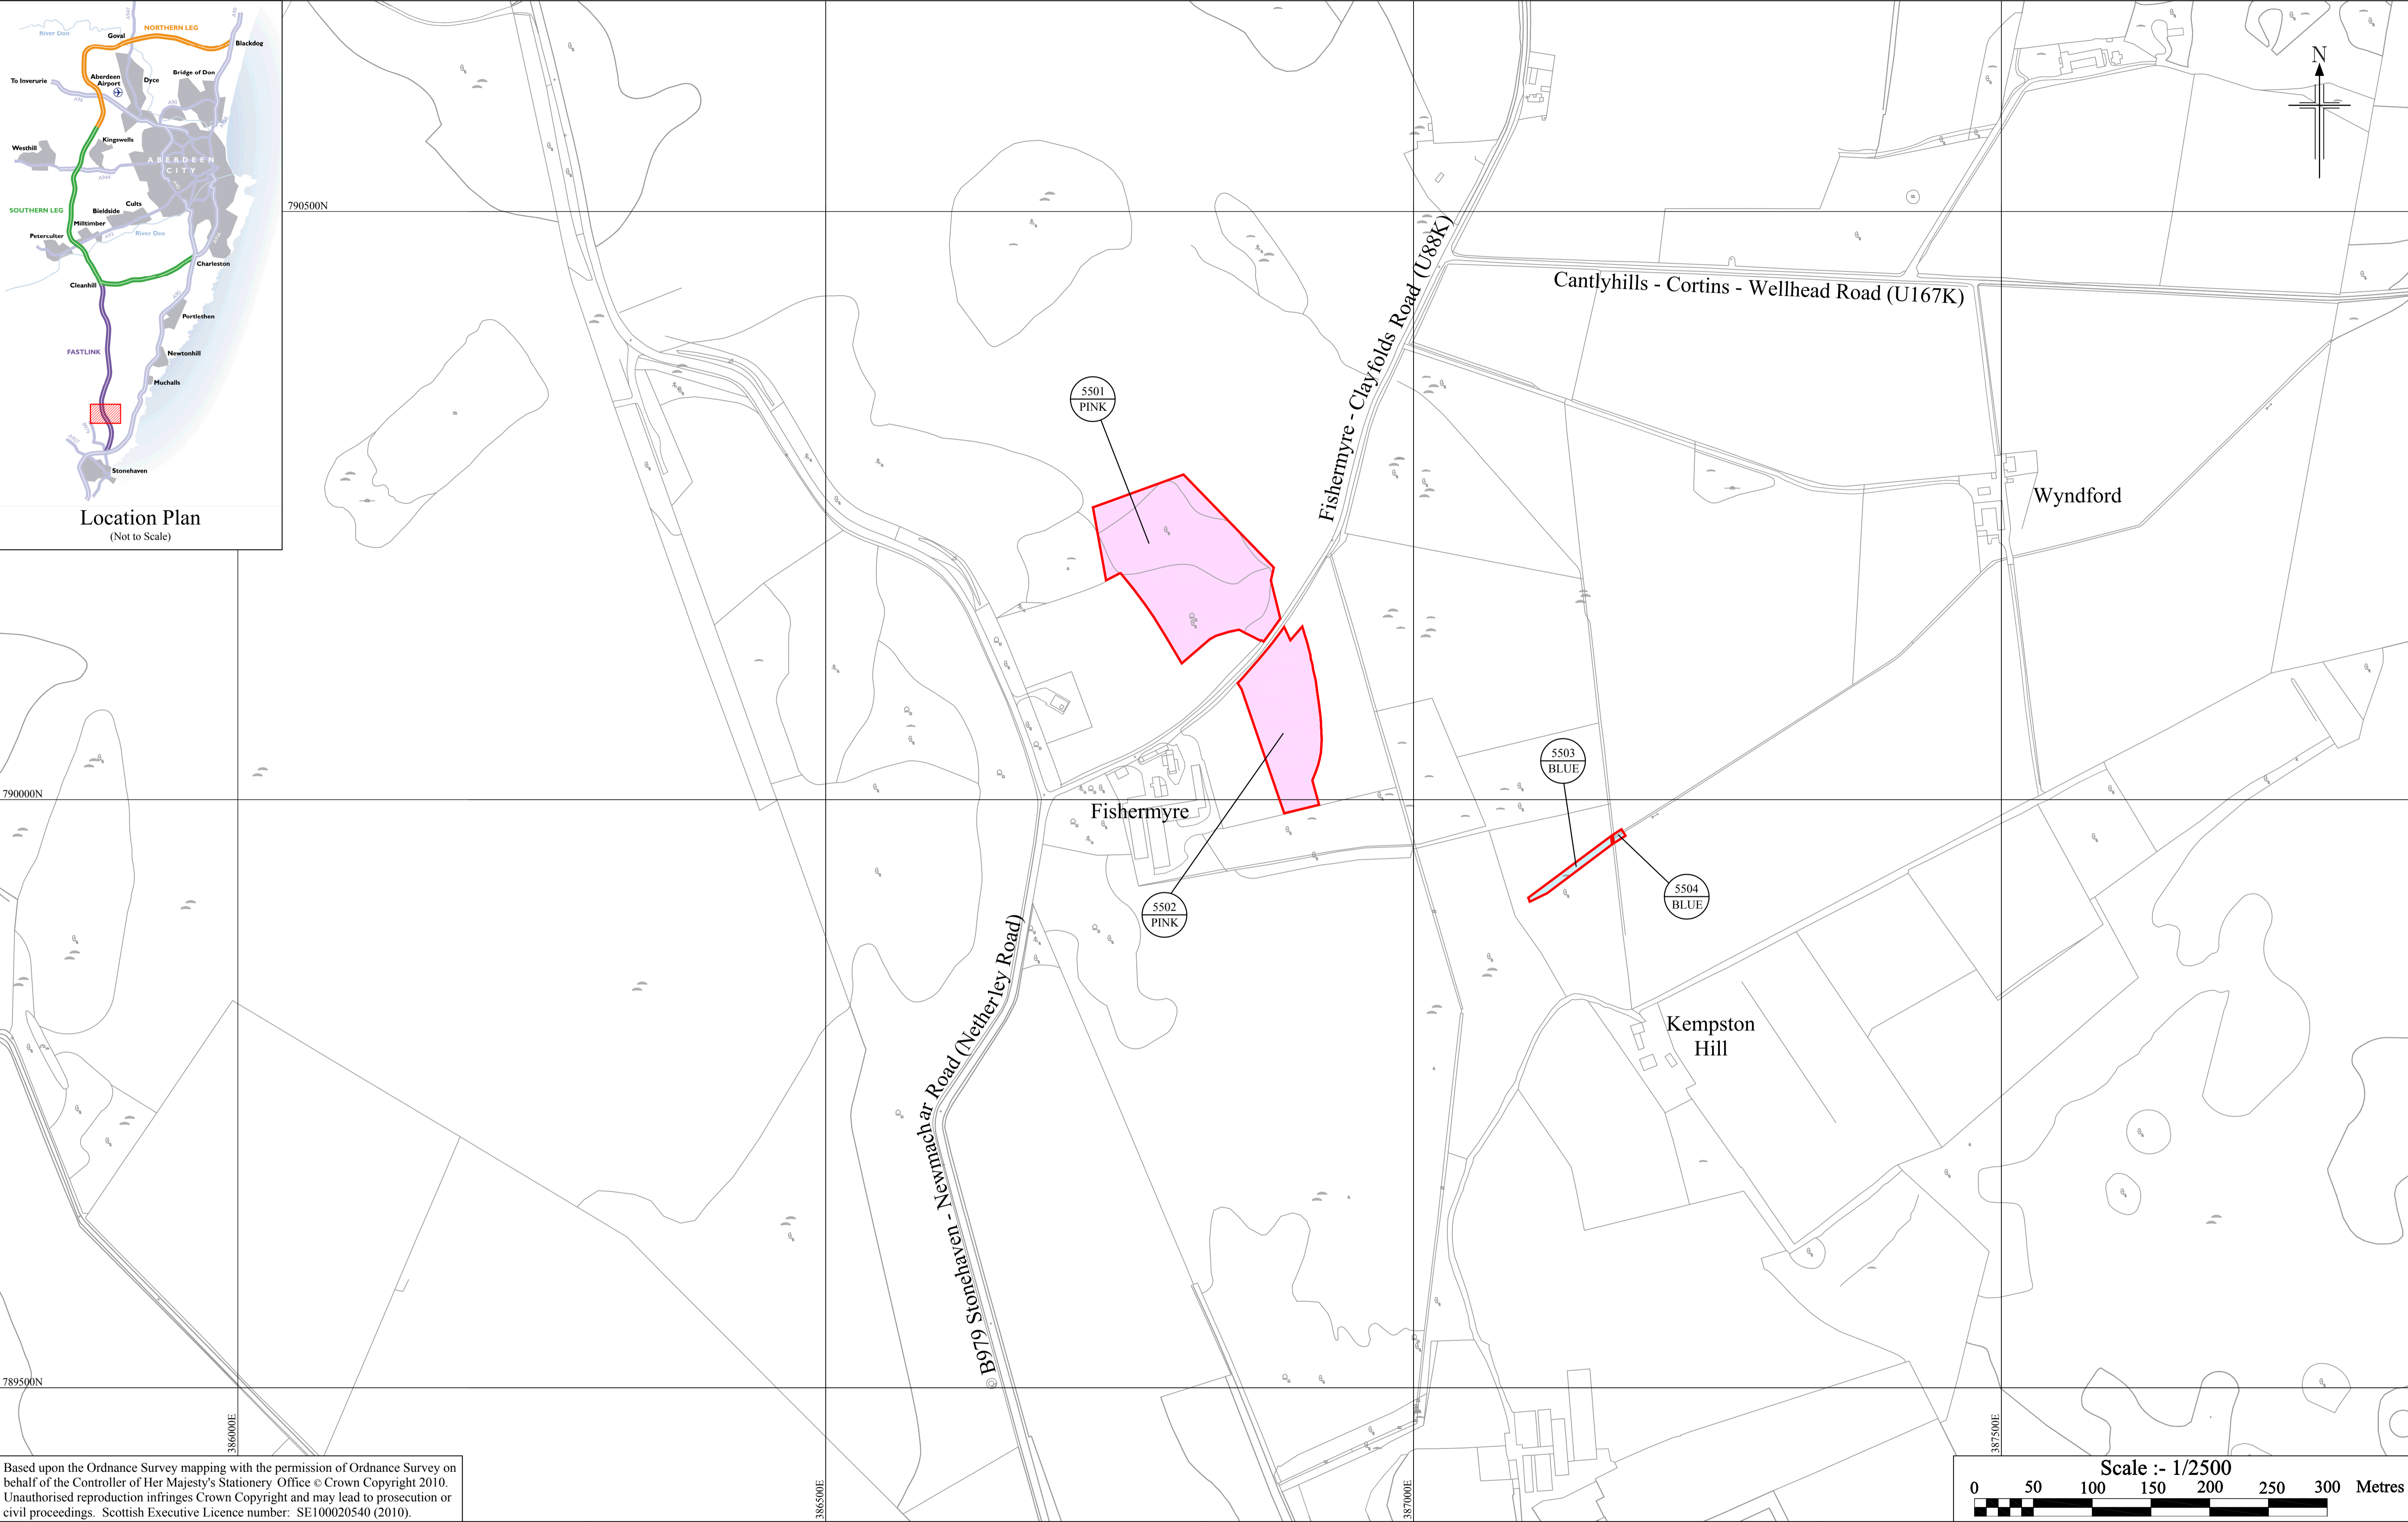 River Don
Goval
NORTHERN LEG
Blackdog
To Inverurie
Aberdeen
Airport
Dyce
Bridge of Don
A96
Kingswells
Westhill
ABERDEEN
CITY
A944
SOUTHERN LEG
Cults
Bieldside
Miltimber
Peterculter
A93
River Dee
Charleston
Cleanhill
Portlethen
FASTLINK
Newtonhill
Muchalls
Stonehaven
Location Plan
(Not to Scale)
N
790500N
Fishermyre - Clayfolds Road (U88K)
Cantlyhills - Cortins - Wellhead Road (U167K)
5501
PINK
Wyndford
5503
BLUE
790000N
Fishermyre
5504
BLUE
5502
PINK
B979 Stonehaven - Newmachar Road (Netherley Road)
Kempston
Hill
789500N
386000E
386500E
387000E
387500E
Based upon the Ordnance Survey mapping with the permission of Ordnance Survey on
behalf of the Controller of Her Majesty's Stationery Office © Crown Copyright 2010.
Unauthorised reproduction infringes Crown Copyright and may lead to prosecution or
civil proceedings. Scottish Executive Licence number: SE100020540 (2010).
Scale :- 1/2500
0 50 100 150 200 250 300 Metres